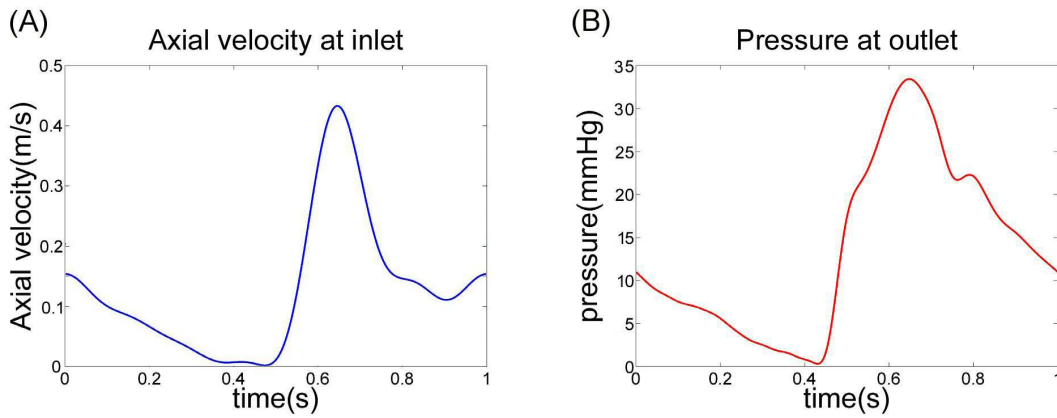 (A)
Axial velocity at inlet
Axial velocity(m/s)
0.5
0.4
0.3
0.2
0.1
0
0 0.2 0.4 0.6 0.8 1
time(s)
(B)
Pressure at outlet
pressure(mmHg)
35
30
25
20
15
10
5
0
0 0.2 0.4 0.6 0.8 1
time(s)